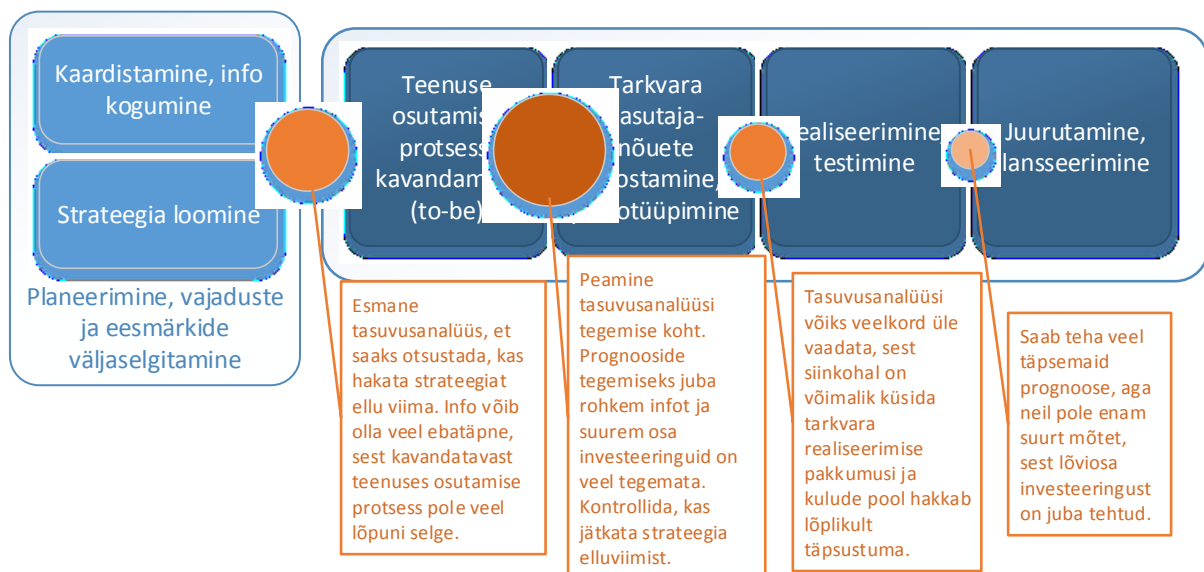 Kaardistamine, info
kogumine
Strateegia loomine
Planeerimine, vajaduste
ja eesmärkide
väljaselgitamine
Teenuse
osutamis
protsess
kavandam
(to-be)
Tarkvara
asutaja-
nõuete
ostamine,
otüüpimine
ealiseerimine,
testimine
Juurutamine,
lansseerimine
Esmane
tasuvusanalüüs, et
saaks otsustada, kas
hakata strateegiat
ellu viima. Info võib
olla veel ebatäpne,
sest kavandatavast
teenuses osutamise
protsess pole veel
lõpuni selge.
Peamine
tasuvusanalüüsi
tegemise koht.
Prognooside
tegemiseks juba
rohkem infot ja
suurem osa
investeeringuid on
veel tegemata.
Kontrollida, kas
jätkata strateegia
elluviimist.
Tasuvusanalüüsi
võiks veelkord üle
vaadata, sest
siinkohal on
võimalik küsida
tarkvara
realiseerimise
pakkumusi ja
kulude pool hakkab
lõplikult
täpsustuma.
Saab teha veel
täpsemaid
prognoose, aga
neil pole enam
suurt mõtet,
sest lõviosa
investeeringust
on juba tehtud.